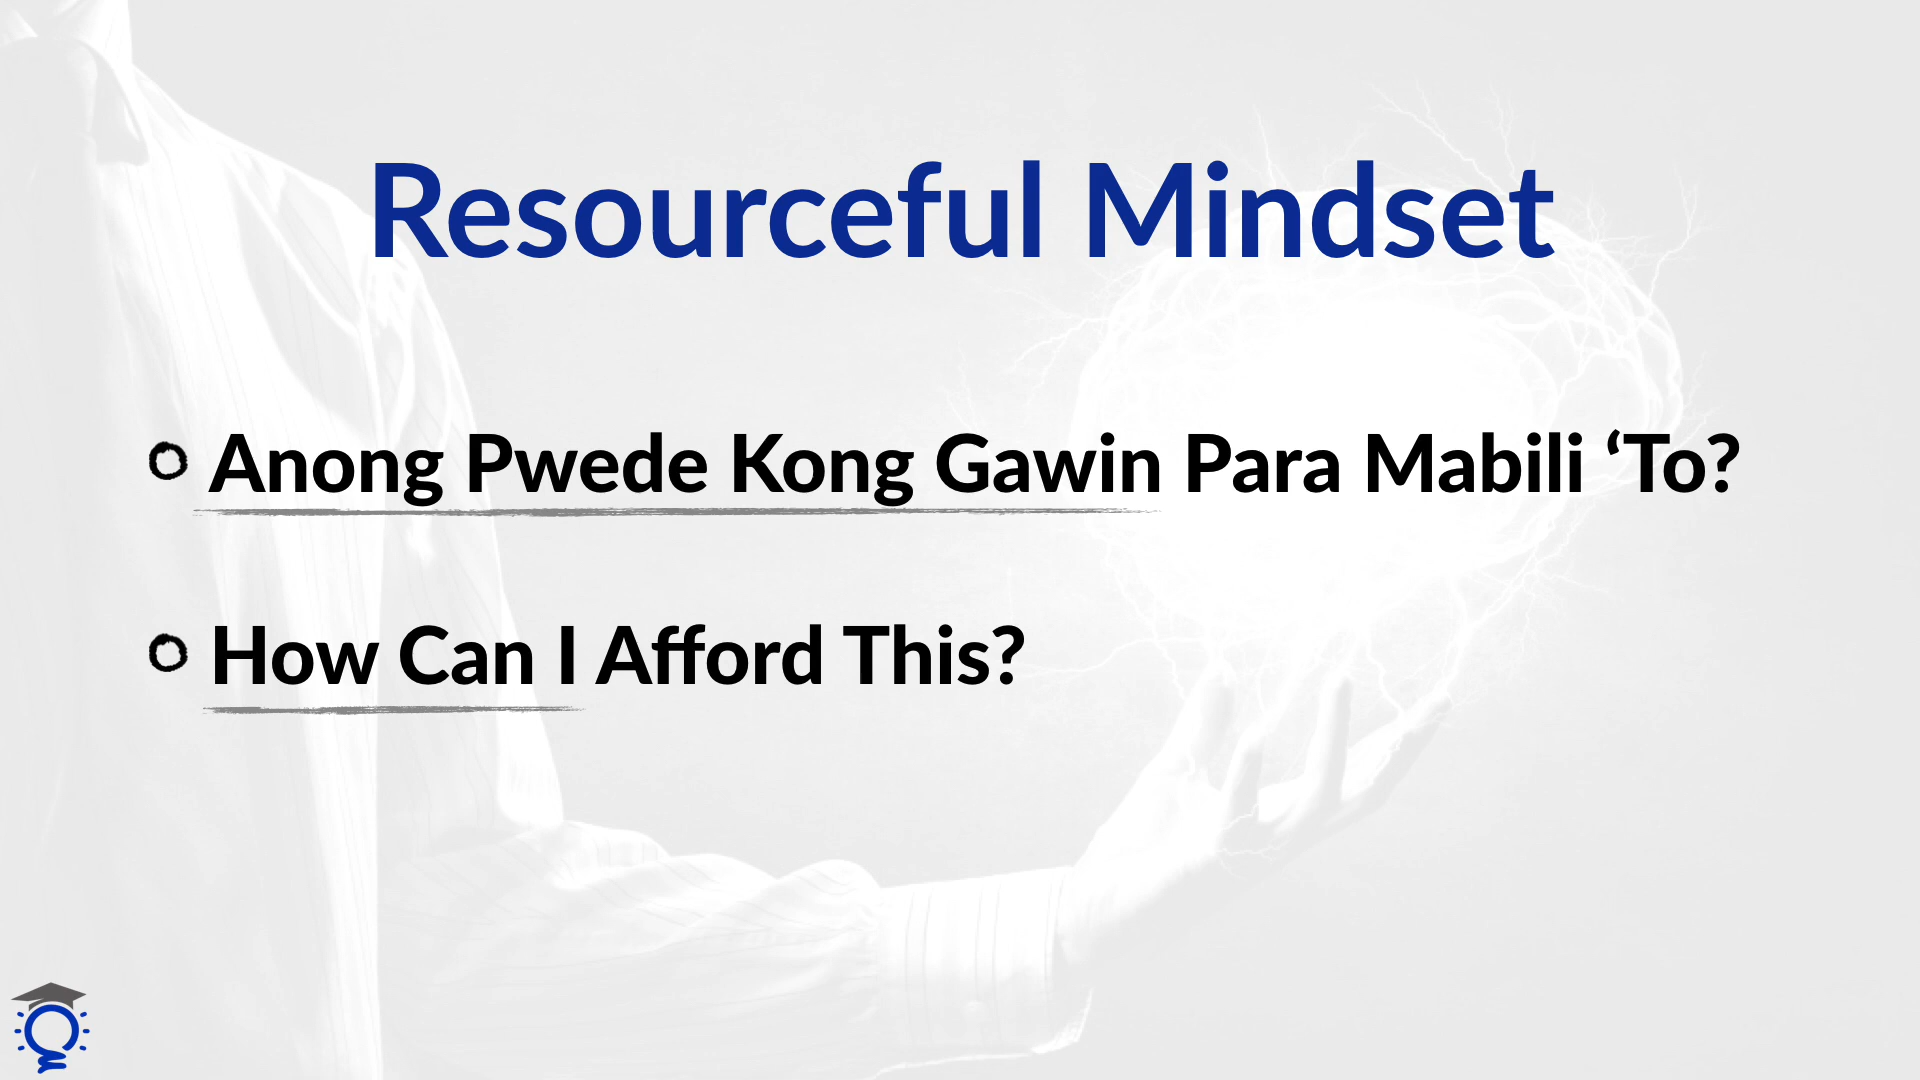 Resourceful Mindset
Anong Pwede Kong Gawin Para Mabili ‘To?
How Can I Afford This?